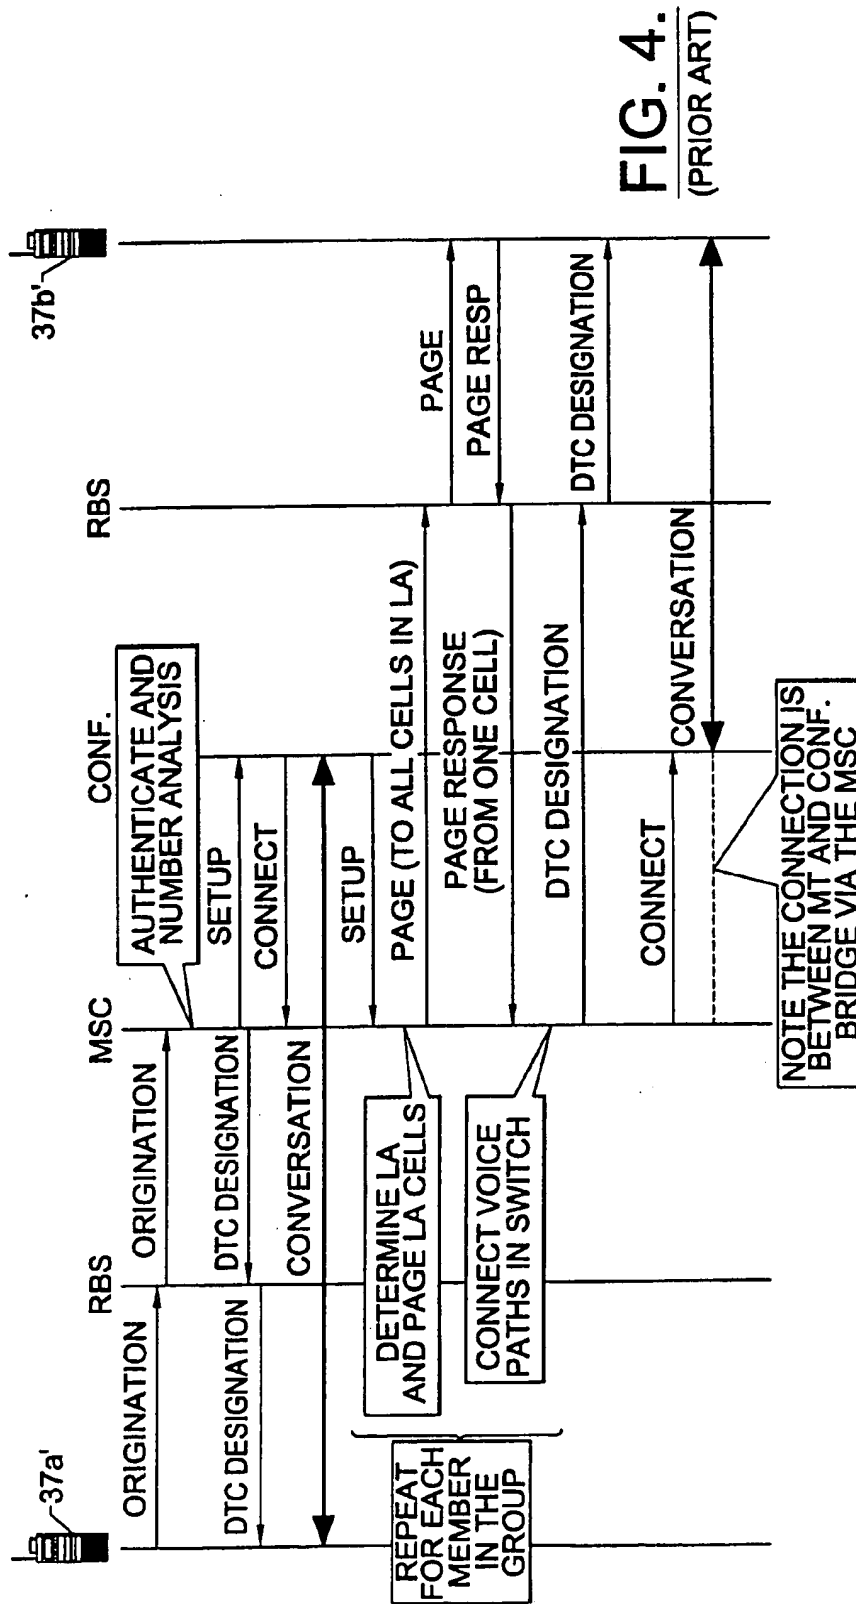 37a'
37b'
RBS
MSC
CONF.
RBS
ORIGINATION
ORIGINATION
AUTHENTICATE AND
NUMBER ANALYSIS
DTC DESIGNATION
DTC DESIGNATION
SETUP
CONNECT
CONVERSATION
SETUP
REPEAT
FOR EACH
MEMBER
IN THE
GROUP
DETERMINE LA
AND PAGE LA CELLS
PAGE (TO ALL CELLS IN LA)
PAGE
PAGE RESP
PAGE RESPONSE
(FROM ONE CELL)
CONNECT VOICE
PATHS IN SWITCH
DTC DESIGNATION
DTC DESIGNATION
CONNECT
CONVERSATION
NOTE THE CONNECTION IS
BETWEEN MT AND CONF.
BRIDGE VIA THE MSC
FIG. 4.
(PRIOR ART)